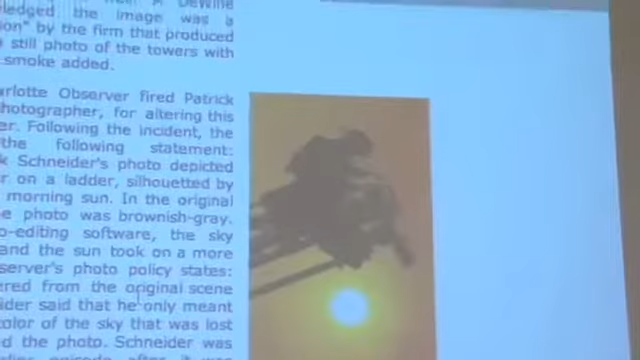 ledged the image was a
ion" by the firm that produced
still photo of the towers with
smoke added.
arlotte Observer fired Patrick
hotographer, for altering this
er. Following the incident, the
the following statement:
k Schneider's photo depicted
r on a ladder, silhouetted by
morning sun. In the original
e photo was brownish-gray.
o-editing software, the sky
and the sun took on a more
server's photo policy states:
ered from the original scene
ider said that he only meant
color of the sky that was lost
d the photo. Schneider was